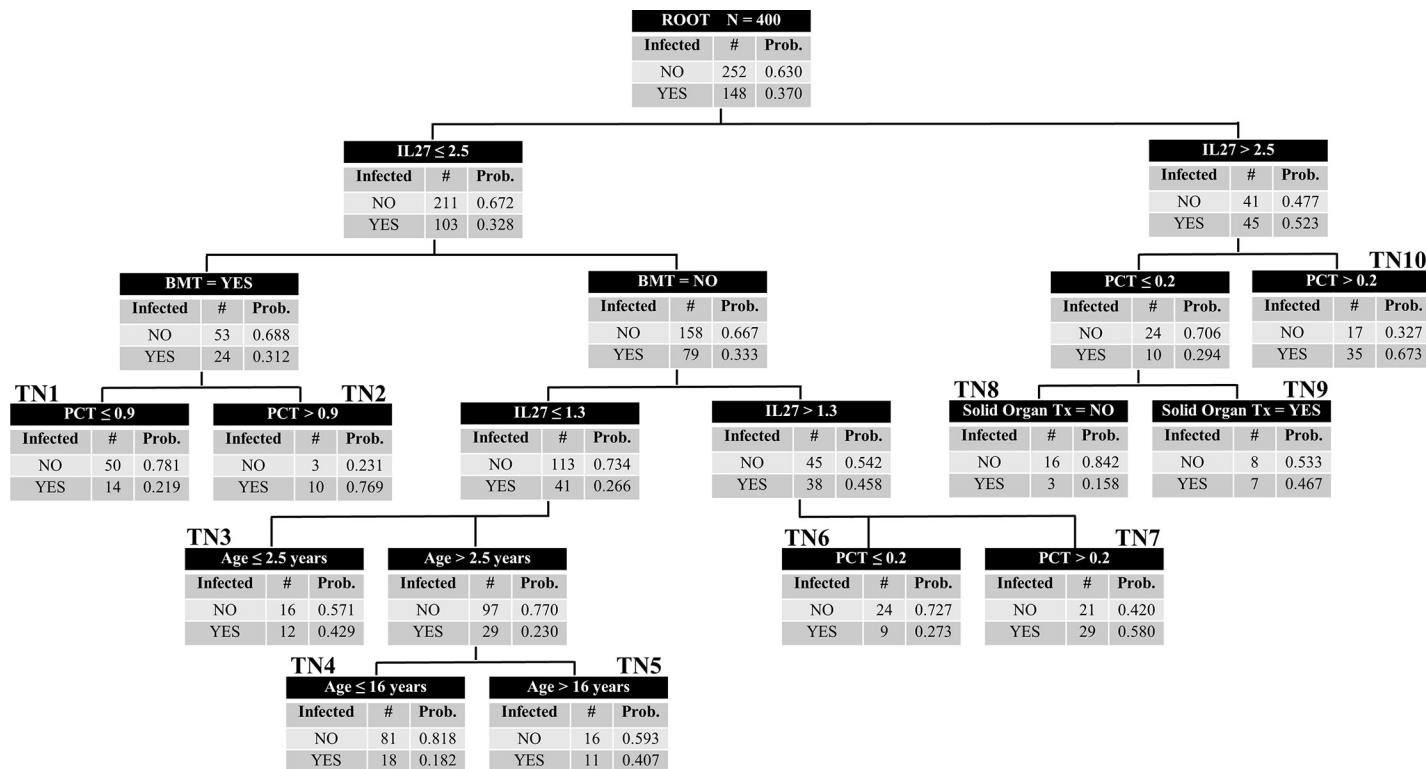 ROOT N = 400
Infected # Prob.
NO 252 0.630
YES 148 0.370
IL27 ≤ 2.5
Infected # Prob.
NO 211 0.672
YES 103 0.328
IL27 > 2.5
Infected # Prob.
NO 41 0.477
YES 45 0.523
BMT = YES
Infected # Prob.
NO 53 0.688
YES 24 0.312
BMT = NO
Infected # Prob.
NO 158 0.667
YES 79 0.333
PCT ≤ 0.2
Infected # Prob.
NO 24 0.706
YES 10 0.294
TN10
PCT > 0.2
Infected # Prob.
NO 17 0.327
YES 35 0.673
TN1
PCT ≤ 0.9
Infected # Prob.
NO 50 0.781
YES 14 0.219
TN2
PCT > 0.9
Infected # Prob.
NO 3 0.231
YES 10 0.769
IL27 ≤ 1.3
Infected # Prob.
NO 113 0.734
YES 41 0.266
IL27 > 1.3
Infected # Prob.
NO 45 0.542
YES 38 0.458
TN8
Solid Organ Tx = NO
Infected # Prob.
NO 16 0.842
YES 3 0.158
TN9
Solid Organ Tx = YES
Infected # Prob.
NO 8 0.533
YES 7 0.467
TN3
Age ≤ 2.5 years
Infected # Prob.
NO 16 0.571
YES 12 0.429
Age > 2.5 years
Infected # Prob.
NO 97 0.770
YES 29 0.230
TN6
PCT ≤ 0.2
Infected # Prob.
NO 24 0.727
YES 9 0.273
TN7
PCT > 0.2
Infected # Prob.
NO 21 0.420
YES 29 0.580
TN4
Age ≤ 16 years
Infected # Prob.
NO 81 0.818
YES 18 0.182
TN5
Age > 16 years
Infected # Prob.
NO 16 0.593
YES 11 0.407